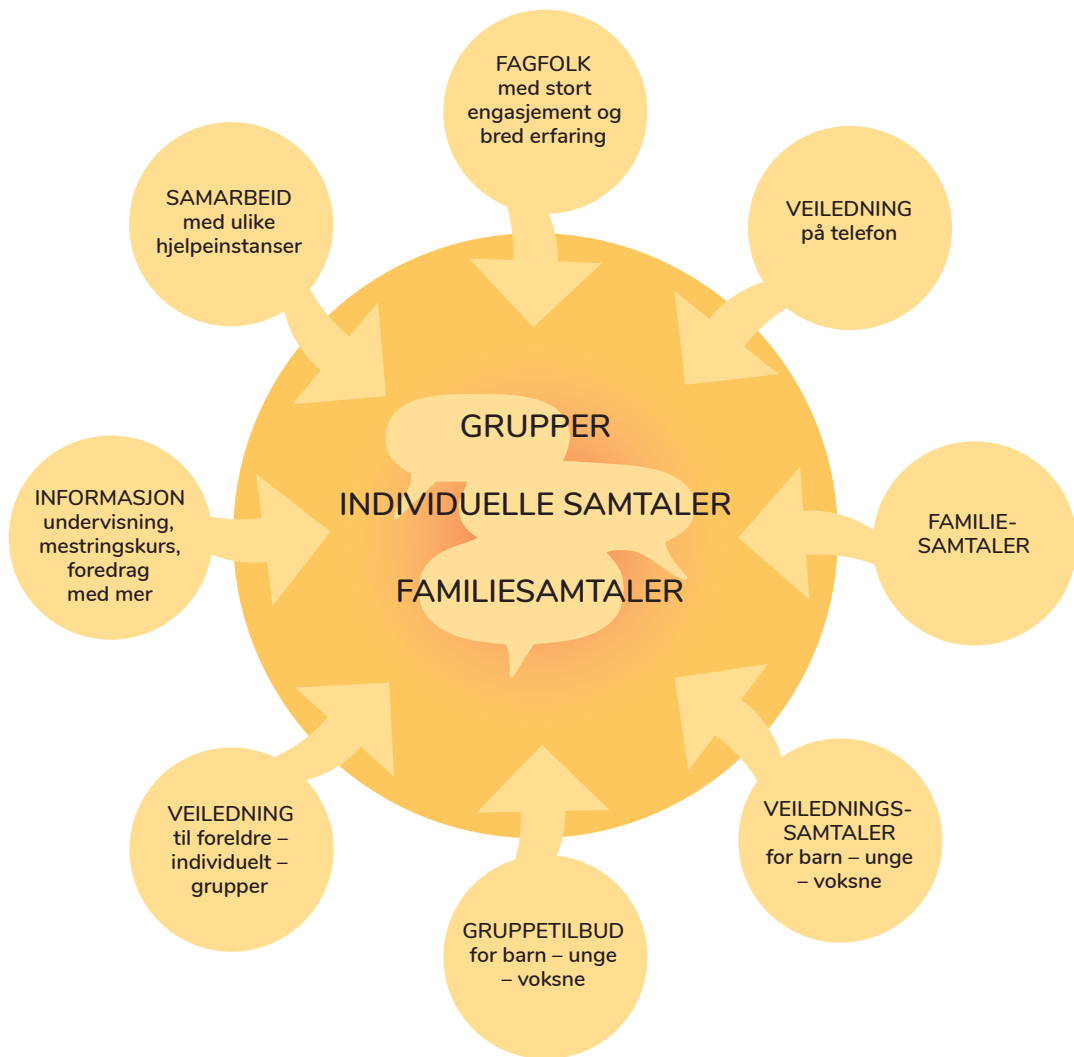 FAGFOLK
med stort
engasjement og
bred erfaring
VEILEDNING
på telefon
FAMILIE-
SAMTALER
VEILEDNINGS-
SAMTALER
for barn – unge
– voksne
GRUPPETILBUD
for barn – unge
– voksne
VEILEDNING
til foreldre –
individuelt –
grupper
INFORMASJON
undervisning,
mestringskurs,
foredrag
med mer
SAMARBEID
med ulike
hjelpeinstanser
GRUPPER
INDIVIDUELLE SAMTALER
FAMILIESAMTALER